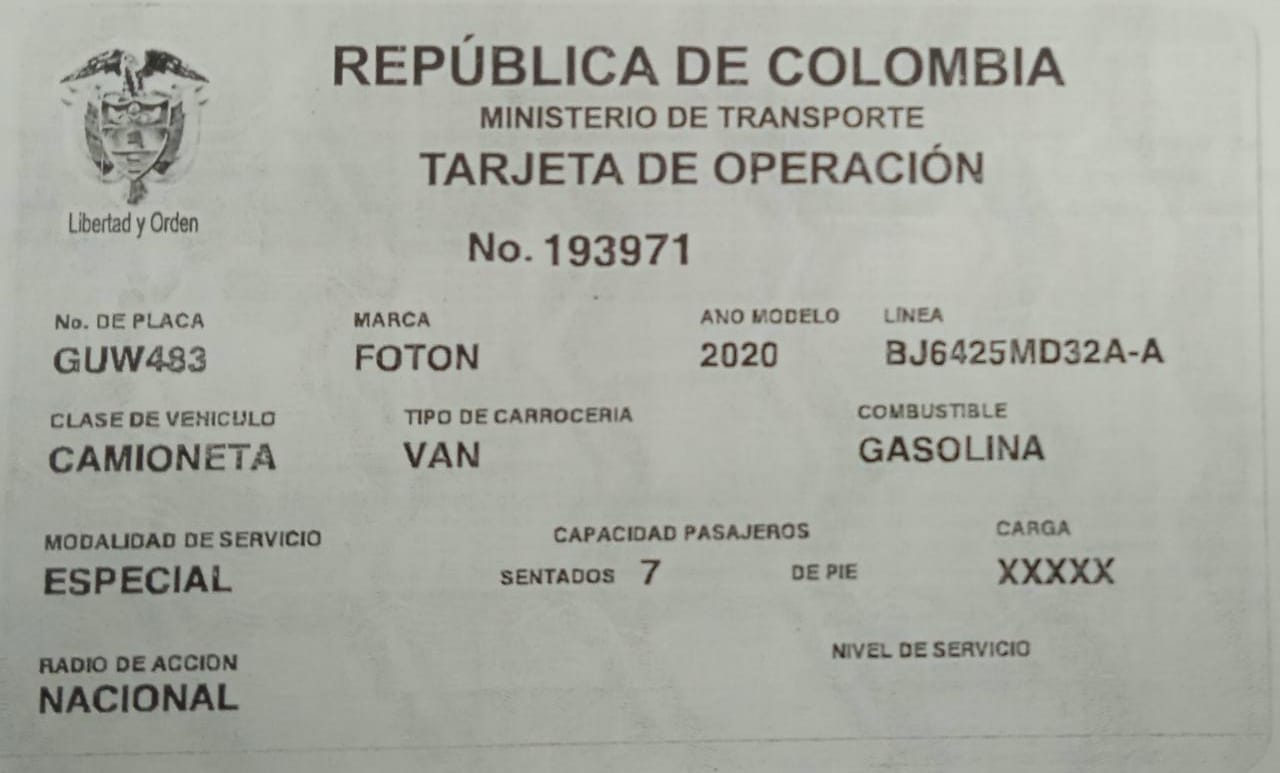 REPÚBLICA DE COLOMBIA
MINISTERIO DE TRANSPORTE
TARJETA DE OPERACIÓN
Libertad y Orden
No. 193971
No. DE PLACA MARCA ANO MODELO LÍNEA
GUW483 FOTON 2020 BJ6425MD32A-A
CLASE DE VEHICULO TIPO DE CARROCERIA COMBUSTIBLE
CAMIONETA VAN GASOLINA
MODALIDAD DE SERVICIO CAPACIDAD PASAJEROS CARGA
ESPECIAL SENTADOS 7 DE PIE XXXXX
RADIO DE ACCION NIVEL DE SERVICIO
NACIONAL